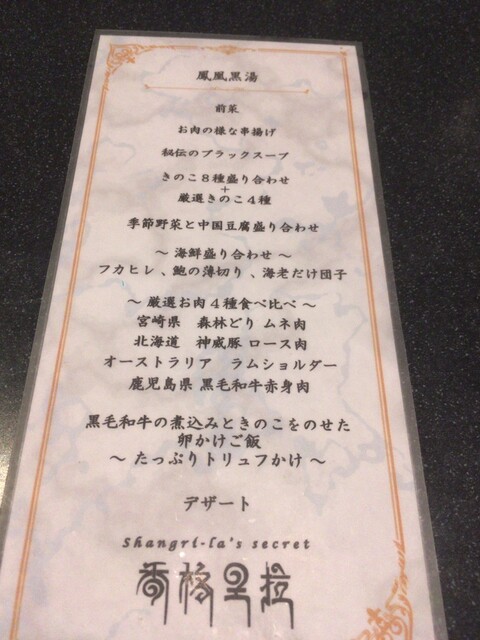 鳳凰黒湯
前菜
お肉の様な串揚げ
秘伝のブラックスープ
きのこ８種盛り合わせ
+
厳選きのこ４種
季節野菜と中国豆腐盛り合わせ
～ 海鮮盛り合わせ ～
フカヒレ 、鮑の薄切り 、海老だけ団子
～ 厳選お肉４種食べ比べ ～
宮崎県　森林どり ムネ肉
北海道　神威豚 ロース肉
オーストラリア　ラムショルダー
鹿児島県 黒毛和牛赤身肉
黒毛和牛の煮込みときのこをのせた
卵かけご飯
～ たっぷりトリュフかけ ～
デザート
Shangri-la's secret
香格里拉